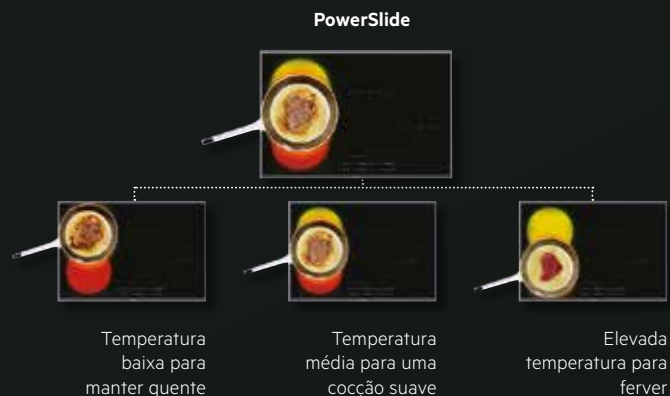 PowerSlide
Temperatura
baixa para
manter quente
Temperatura
média para uma
cocção suave
Elevada
temperatura para
ferver